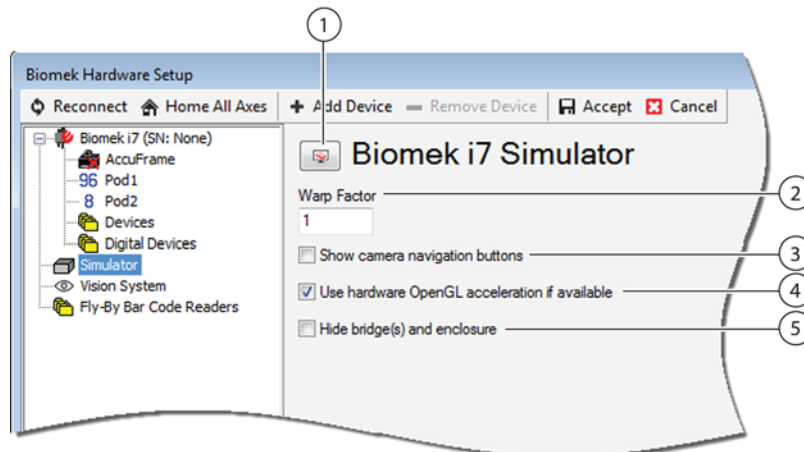 1
Biomek Hardware Setup
Reconnect Home All Axes Add Device Remove Device Accept Cancel
Biomek i7 (SN: None)
AccuFrame
96 Pod1
8 Pod2
Devices
Digital Devices
Simulator
Vision System
Fly-By Bar Code Readers
Biomek i7 Simulator
Warp Factor
2
1
Show camera navigation buttons
3
Use hardware OpenGL acceleration if available
4
Hide bridge(s) and enclosure
5